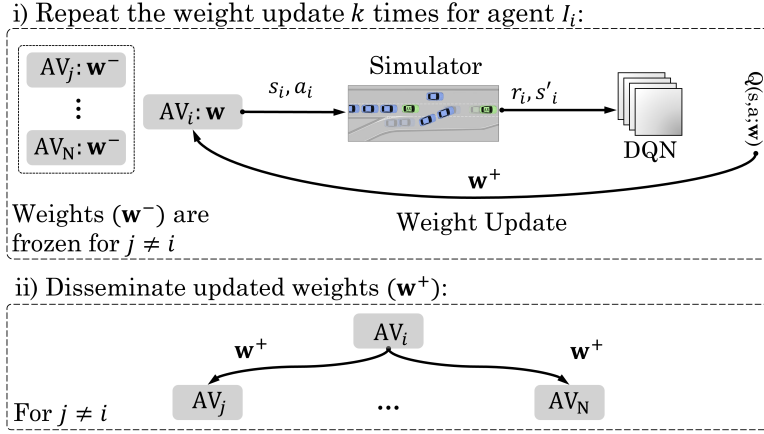 i) Repeat the weight update k times for agent Iᵢ:
AVⱼ: w⁻
⋮
AV_N: w⁻
AVᵢ: w
sᵢ, aᵢ
Simulator
rᵢ, s′ᵢ
DQN
Q(s,a;w)
w⁺
Weight Update
Weights (w⁻) are
frozen for j ≠ i
ii) Disseminate updated weights (w⁺):
AVᵢ
w⁺
w⁺
AVⱼ
...
AV_N
For j ≠ i